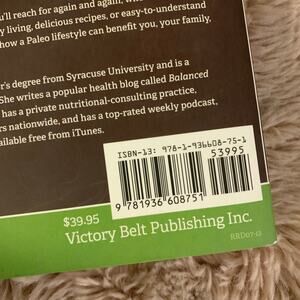 u'll reach for again and again, wi
y living, delicious recipes, or easy-to-understand
how a Paleo lifestyle can benefit you, your family,
r's degree from Syracuse University and is a
She writes a popular health blog called Balanced
has a private nutritional-consulting practice,
rs nationwide, and has a top-rated weekly podcast,
ailable free from iTunes.
ISBN-13: 978-1-936608-75-1
53995
9 781936 608751
$39.95
Victory Belt Publishing Inc.
RRD07-12